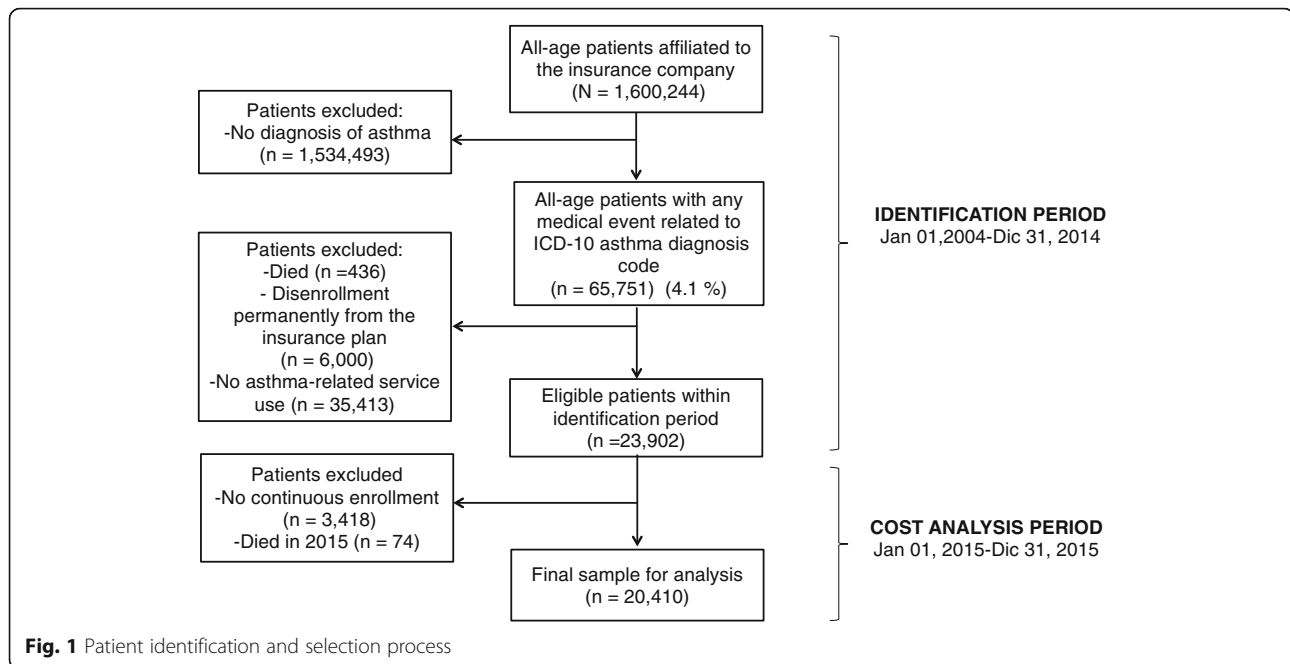 All-age patients affiliated to
the insurance company
(N = 1,600,244)
Patients excluded:
-No diagnosis of asthma
(n = 1,534,493)
All-age patients with any
medical event related to
ICD-10 asthma diagnosis
code
(n = 65,751) (4.1 %)
IDENTIFICATION PERIOD
Jan 01,2004-Dic 31, 2014
Patients excluded:
-Died (n =436)
- Disenrollment
permanently from the
insurance plan
(n = 6,000)
-No asthma-related service
use (n = 35,413)
Eligible patients within
identification period
(n =23,902)
Patients excluded
-No continuous enrollment
(n = 3,418)
-Died in 2015 (n = 74)
COST ANALYSIS PERIOD
Jan 01, 2015-Dic 31, 2015
Final sample for analysis
(n = 20,410)
Fig. 1 Patient identification and selection process